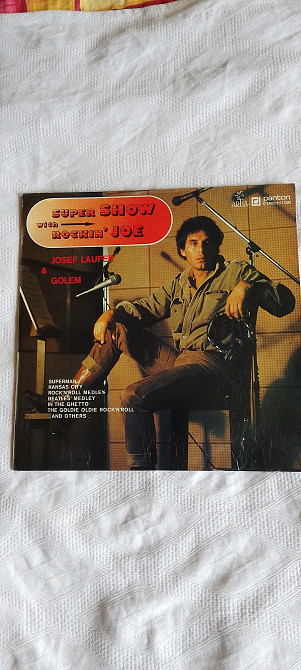 SUPER SHOW
with
ROCKIN' JOE
ARTIA panton
JOSEF LAUFER
&
GOLEM
SUPERMAN
KANSAS CITY
ROCK'N'ROLL MEDLEY
BEATLES' MEDLEY
IN THE GHETTO
THE GOLDIE OLDIE ROCK'N'ROLL
AND OTHERS...